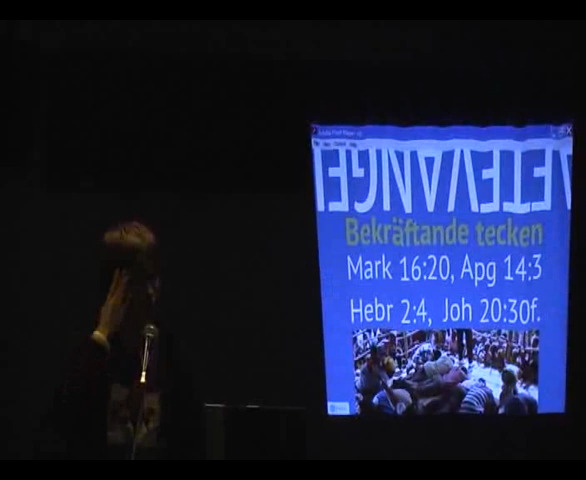 Bekräftande tecken
Mark 16:20, Apg 14:3
Hebr 2:4, Joh 20:30f.